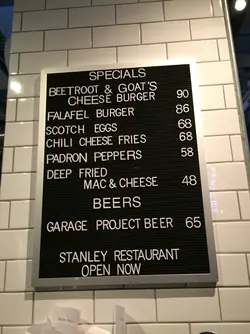 SPECIALS
BEETROOT & GOAT'S
CHEESE BURGER 90
FALAFEL BURGER 86
SCOTCH EGGS 68
CHILI CHEESE FRIES 68
PADRON PEPPERS 58
DEEP FRIED
MAC & CHEESE 48
BEERS
GARAGE PROJECT BEER 65
STANLEY RESTAURANT
OPEN NOW